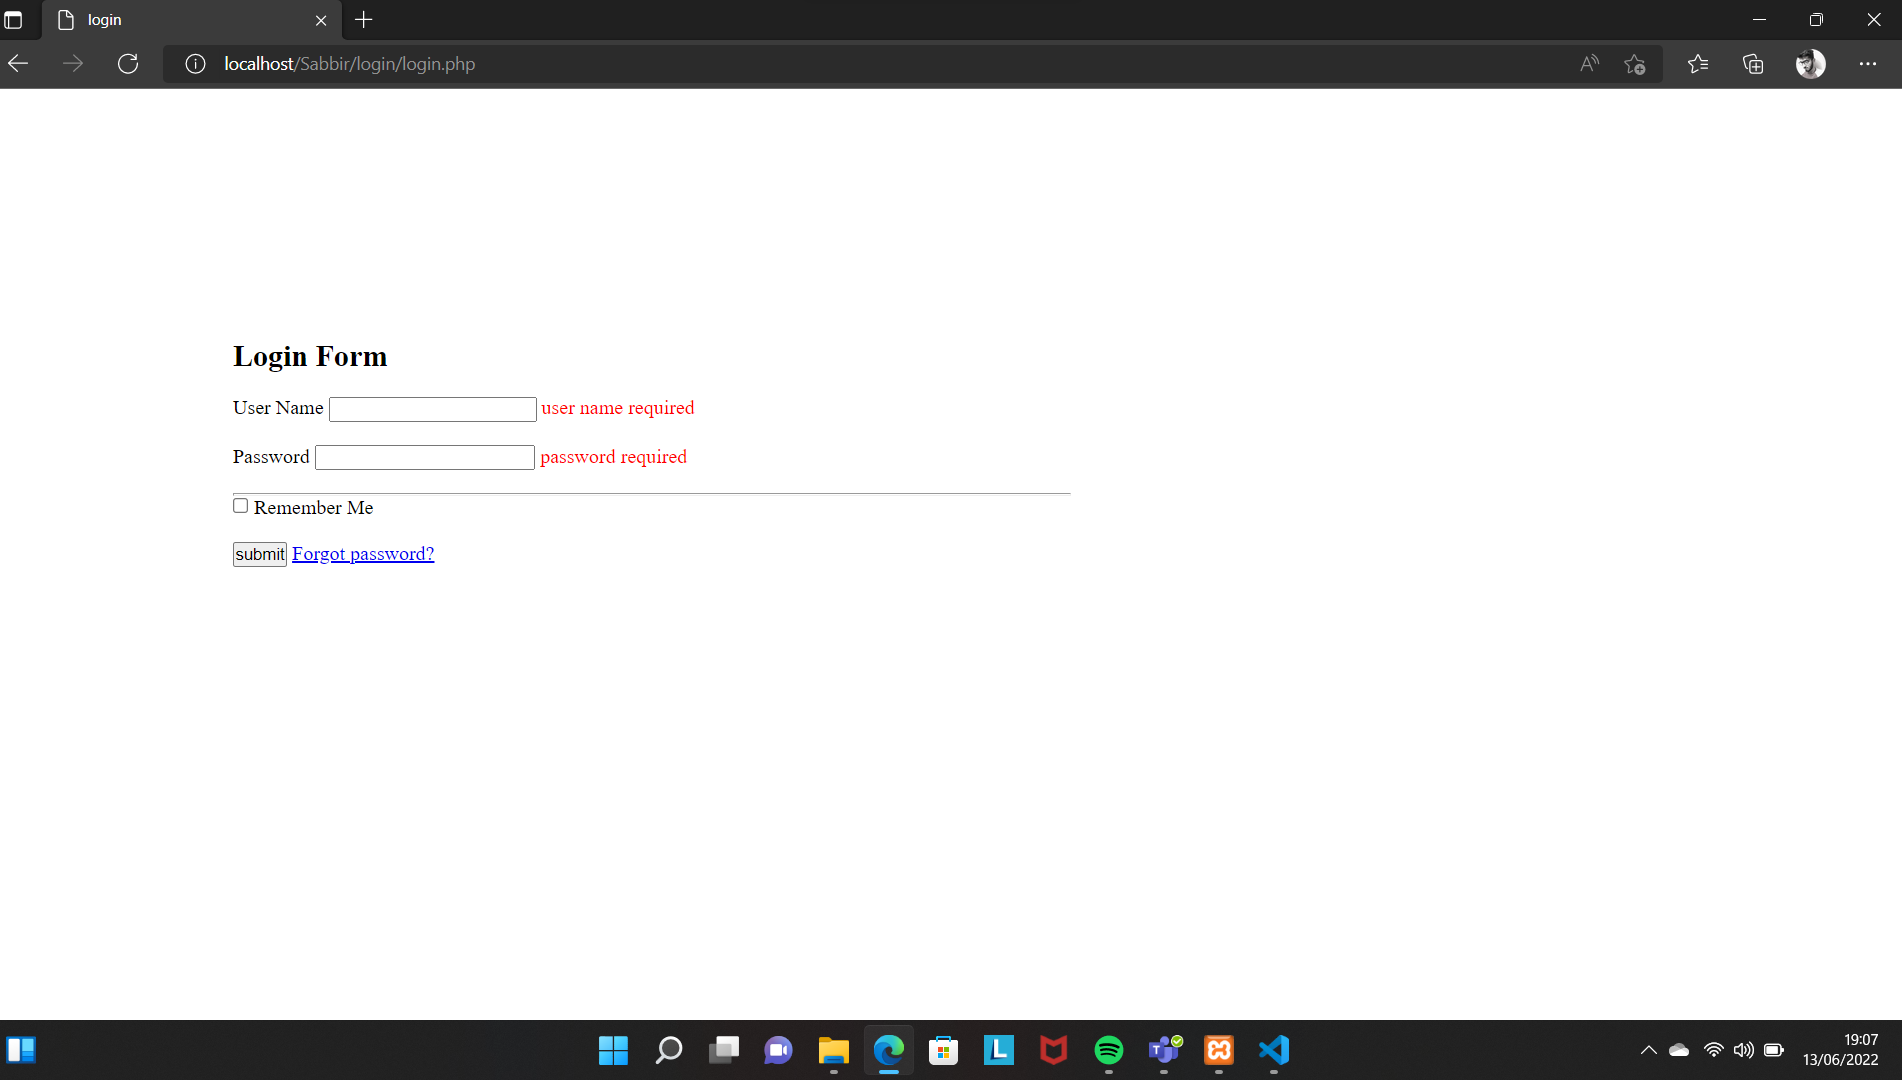 login
localhost/Sabbir/login/login.php
Login Form
User Name user name required
Password password required
Remember Me
submit Forgot password?
19:07
13/06/2022